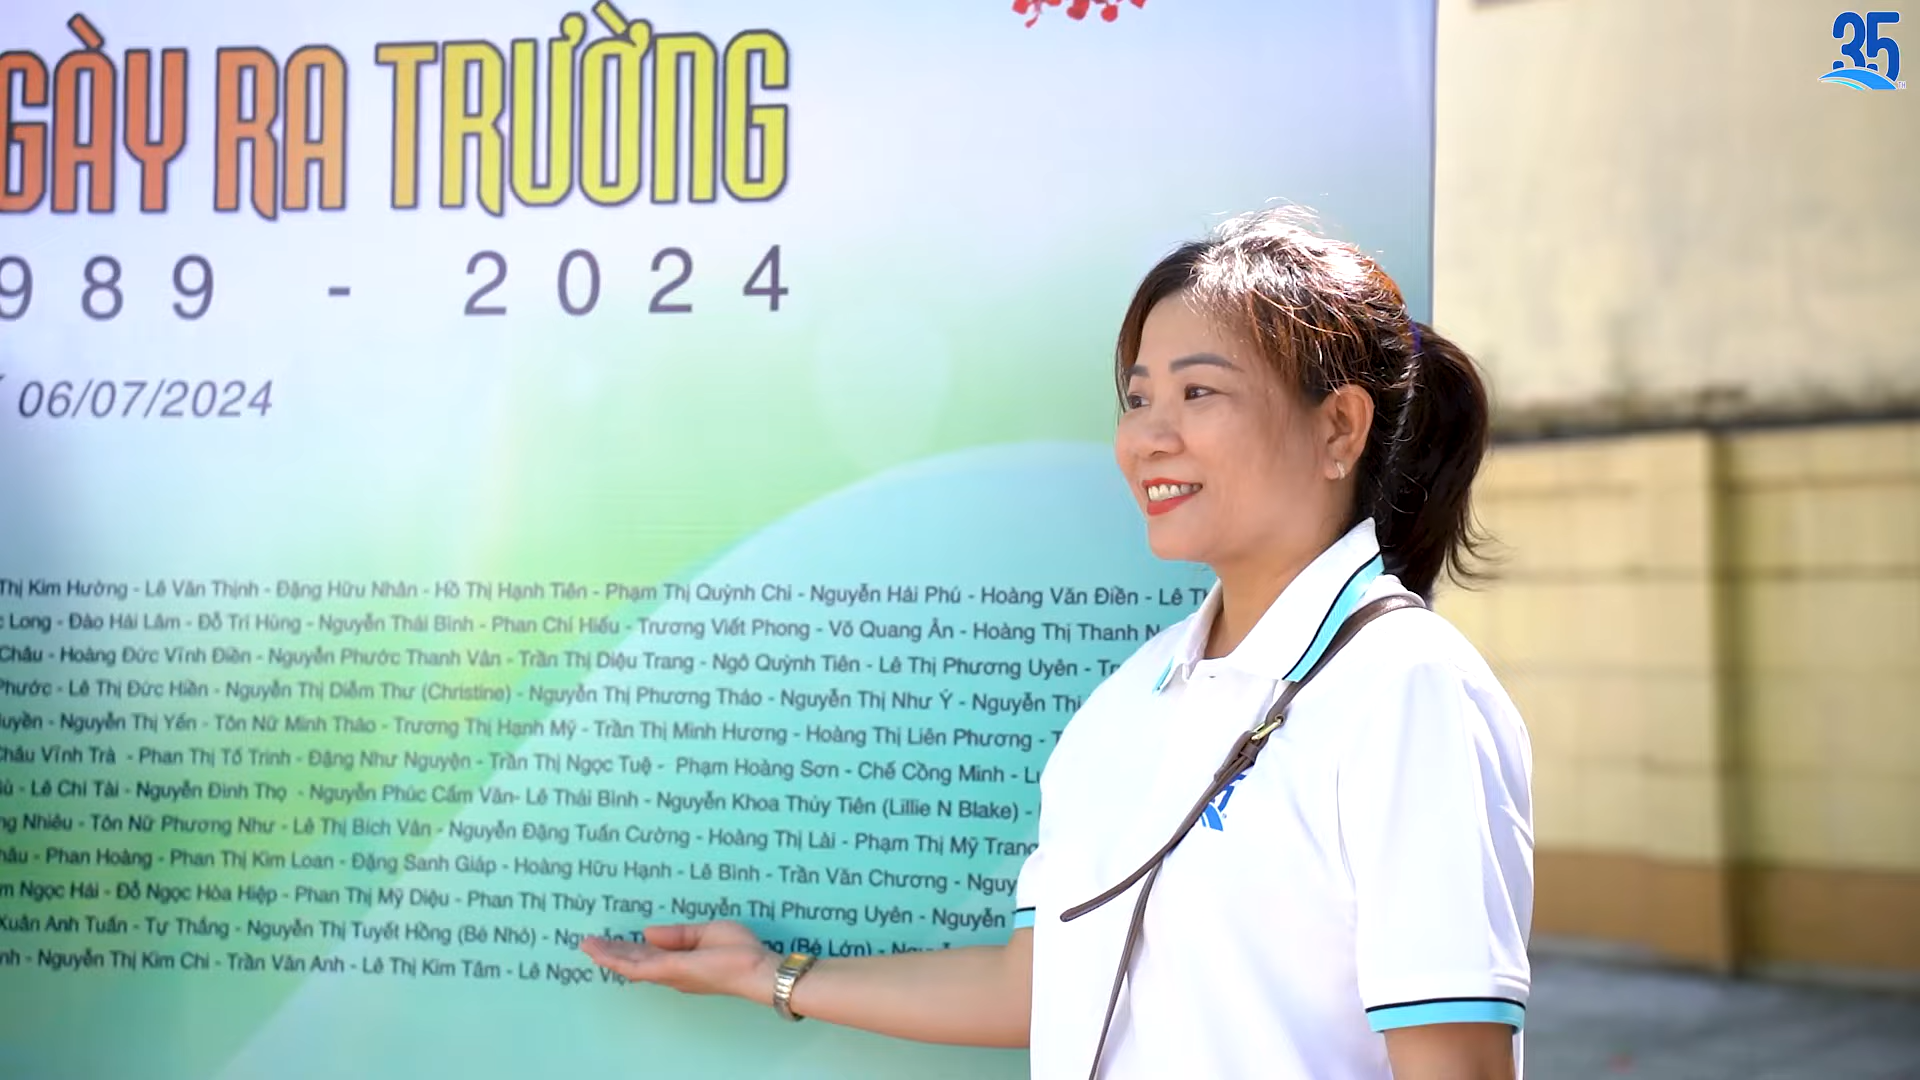 GÀY RA TRƯỜNG
989 - 2024
06/07/2024
35
TH
Thị Kim Hường - Lê Văn Thịnh - Đặng Hữu Nhân - Hồ Thị Hạnh Tiên - Phạm Thị Quỳnh Chi - Nguyễn Hải Phú - Hoàng Văn Điền - Lê
Long - Đào Hải Lâm - Đỗ Trí Hùng - Nguyễn Thái Bình - Phan Chí Hiếu - Trương Viết Phong - Võ Quang Ân - Hoàng Thị Thanh
Châu - Hoàng Đức Vĩnh Điền - Nguyễn Phước Thanh Vân - Trần Thị Diệu Trang - Ngô Quỳnh Tiên - Lê Thị Phương Uyên -
Phước - Lê Thị Đức Hiền - Nguyễn Thị Diễm Thư (Christine) - Nguyễn Thị Phương Thảo - Nguyễn Thị Như Ý - Nguyễn Thị
uyền - Nguyễn Thị Yến - Tôn Nữ Minh Thảo - Trương Thị Hạnh Mỹ - Trần Thị Minh Hương - Hoàng Thị Liên Phương -
Châu Vĩnh Trà - Phan Thị Tố Trinh - Đặng Như Nguyện - Trần Thị Ngọc Tuệ - Phạm Hoàng Sơn - Chế Công Minh -
- Lê Chí Tài - Nguyễn Đình Thọ - Nguyễn Phúc Cẩm Vân- Lê Thái Bình - Nguyễn Khoa Thủy Tiên (Lillie N Blake) -
ng Nhiêu - Tôn Nữ Phương Như - Lê Thị Bích Vân - Nguyễn Đặng Tuấn Cường - Hoàng Thị Lài - Phạm Thị Mỹ Trang
hâu - Phan Hoàng - Phan Thị Kim Loan - Đặng Sanh Giáp - Hoàng Hữu Hạnh - Lê Bình - Trần Văn Chương - Nguy
m Ngọc Hải - Đỗ Ngọc Hòa Hiệp - Phan Thị Mỹ Diệu - Phan Thị Thùy Trang - Nguyễn Thị Phương Uyên - Nguyễn
Xuân Anh Tuấn - Tự Thắng - Nguyễn Thị Tuyết Hồng (Bé Nhỏ) - Nguyễn (Bé Lớn) -
nh - Nguyễn Thị Kim Chi - Trần Văn Anh - Lê Thị Kim Tâm - Lê Ngọc